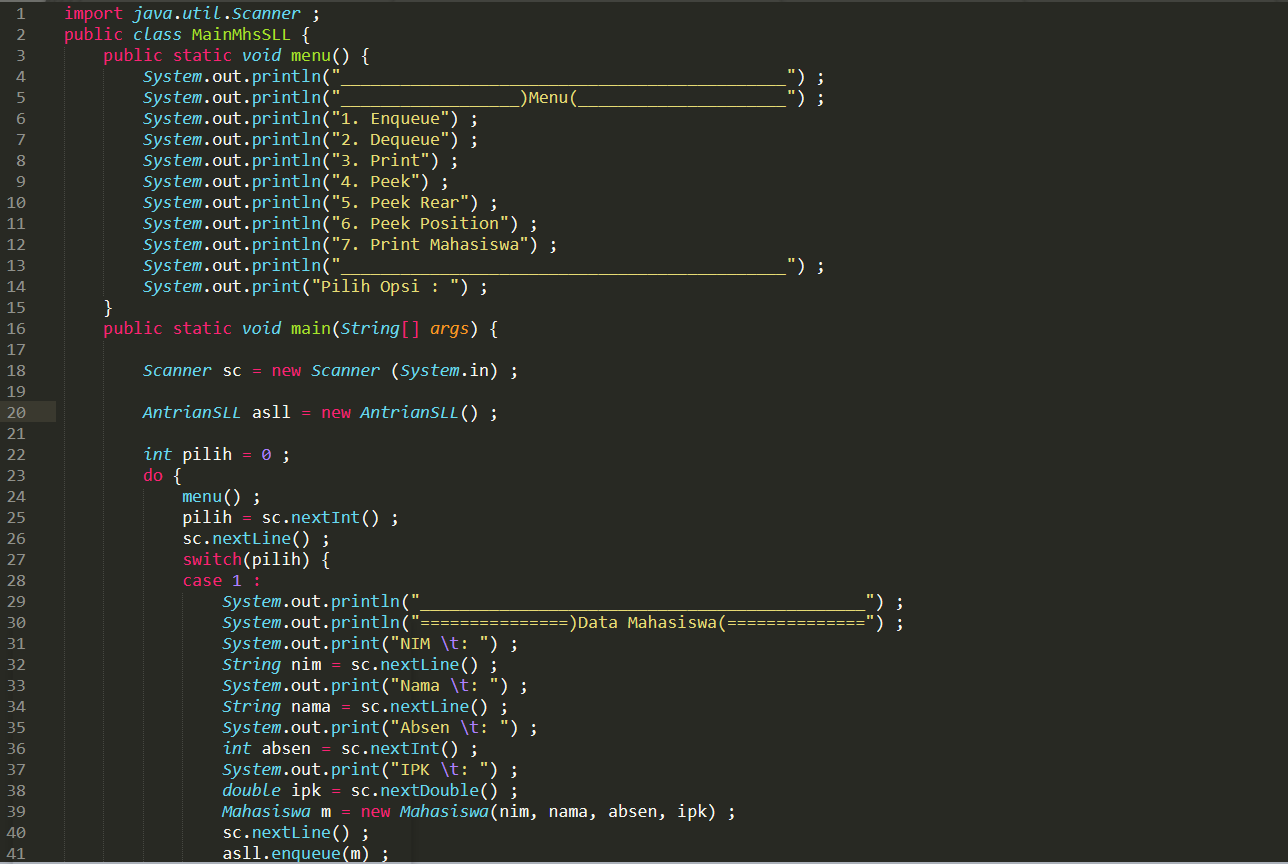 1 import java.util.Scanner ;
2 public class MainMhsSLL {
3 public static void menu() {
4 System.out.println("_____________________________________________") ;
5 System.out.println("__________________)Menu(_____________________") ;
6 System.out.println("1. Enqueue") ;
7 System.out.println("2. Dequeue") ;
8 System.out.println("3. Print") ;
9 System.out.println("4. Peek") ;
10 System.out.println("5. Peek Rear") ;
11 System.out.println("6. Peek Position") ;
12 System.out.println("7. Print Mahasiswa") ;
13 System.out.println("_____________________________________________") ;
14 System.out.print("Pilih Opsi : ") ;
15 }
16 public static void main(String[] args) {
17
18 Scanner sc = new Scanner (System.in) ;
19
20 AntrianSLL asll = new AntrianSLL() ;
21
22 int pilih = 0 ;
23 do {
24 menu() ;
25 pilih = sc.nextInt() ;
26 sc.nextLine() ;
27 switch(pilih) {
28 case 1 :
29 System.out.println("_____________________________________________") ;
30 System.out.println("===============)Data Mahasiswa(==============") ;
31 System.out.print("NIM \t: ") ;
32 String nim = sc.nextLine() ;
33 System.out.print("Nama \t: ") ;
34 String nama = sc.nextLine() ;
35 System.out.print("Absen \t: ") ;
36 int absen = sc.nextInt() ;
37 System.out.print("IPK \t: ") ;
38 double ipk = sc.nextDouble() ;
39 Mahasiswa m = new Mahasiswa(nim, nama, absen, ipk) ;
40 sc.nextLine() ;
41 asll.enqueue(m) ;